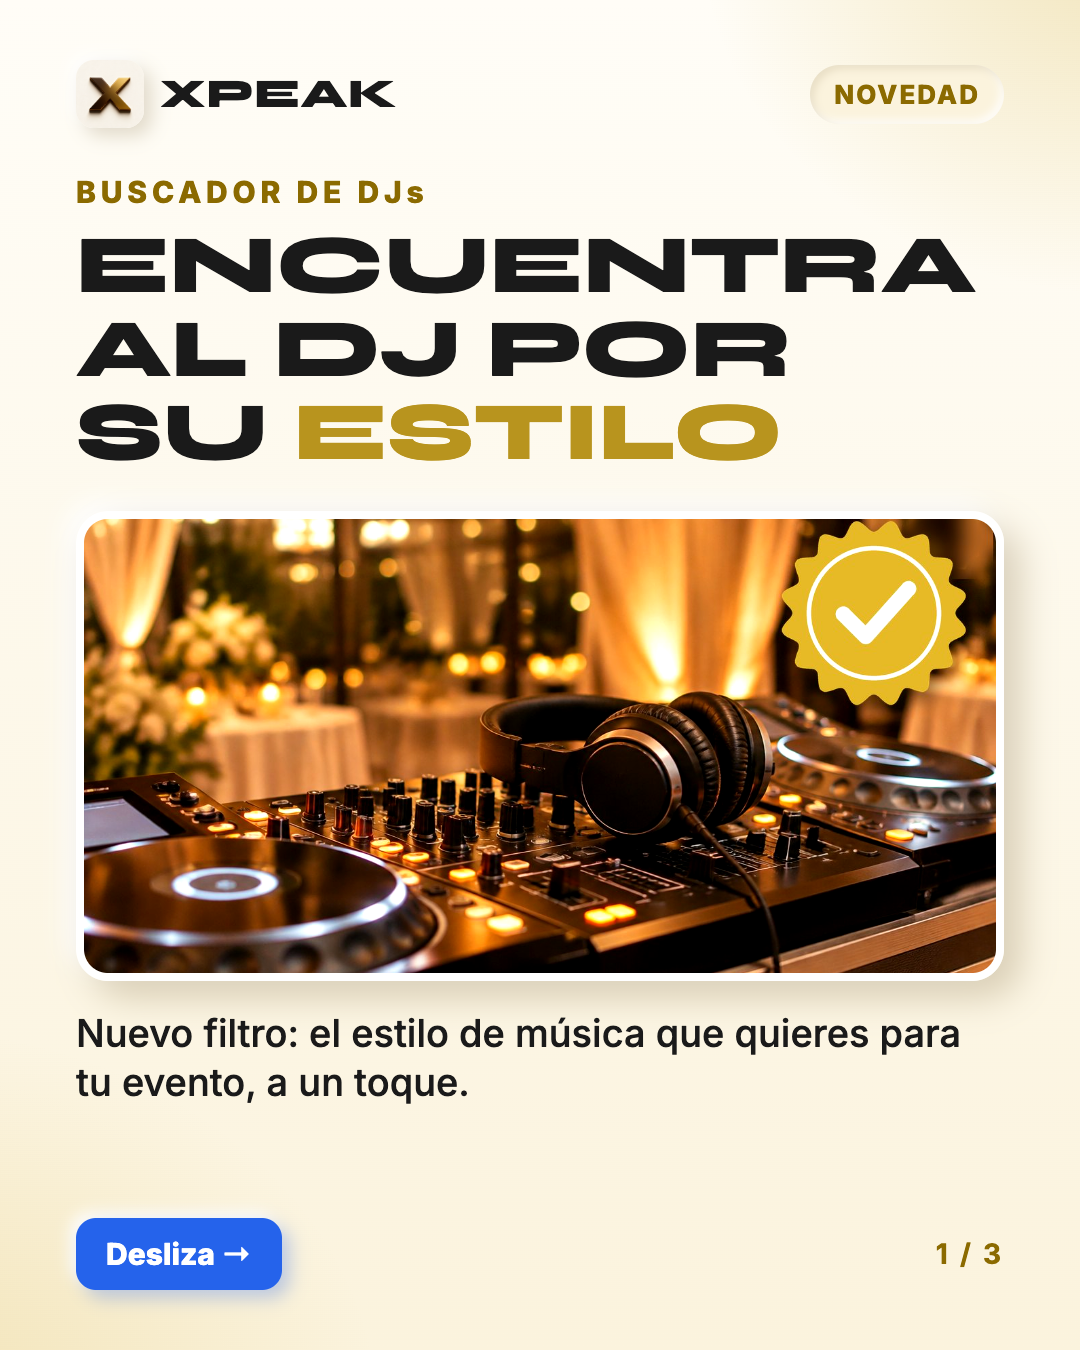 X XPEAK
NOVEDAD
BUSCADOR DE DJs
ENCUENTRA
AL DJ POR
SU ESTILO
Nuevo filtro: el estilo de música que quieres para
tu evento, a un toque.
Desliza →
1 / 3